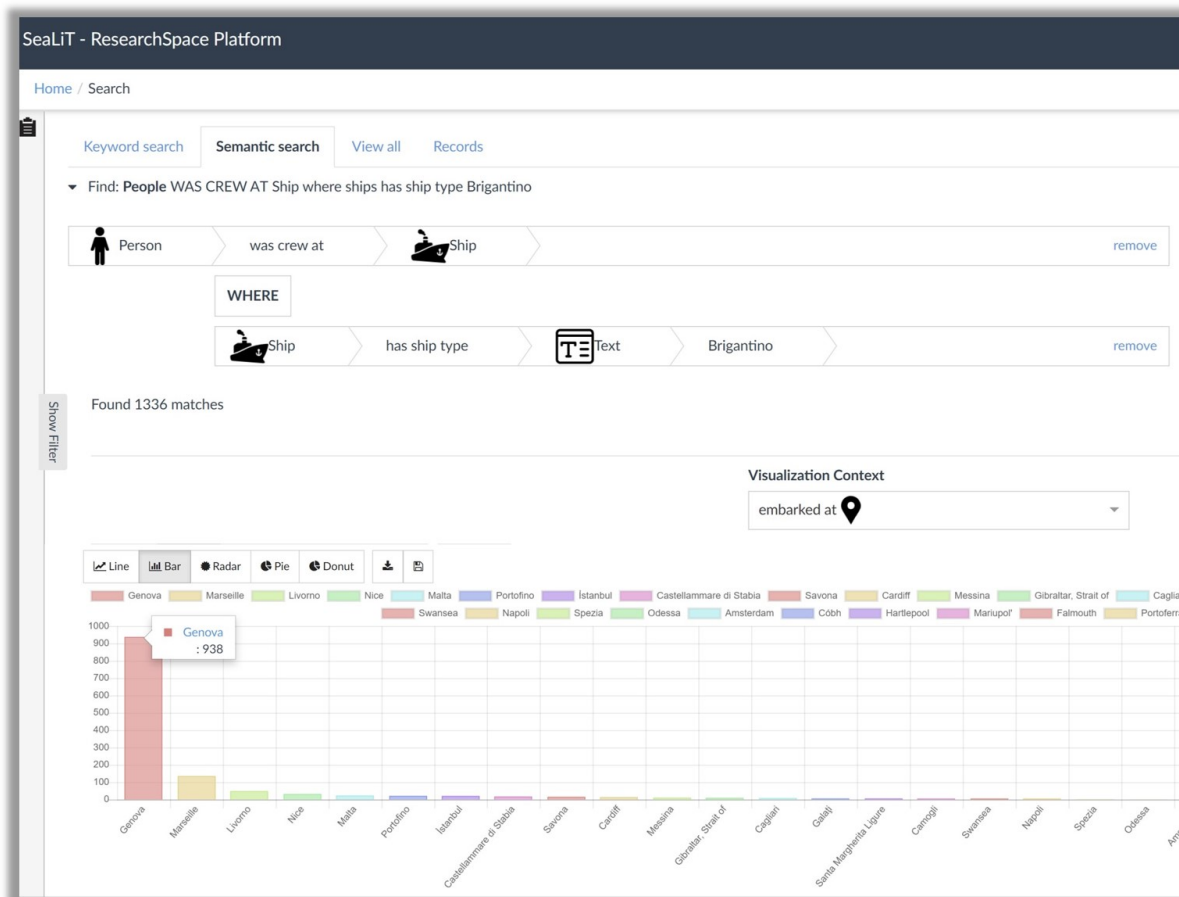 SeaLiT - ResearchSpace Platform
Home / Search
Keyword search Semantic search View all Records
Find: People WAS CREW AT Ship where ships has ship type Brigantino
Person was crew at Ship remove
WHERE
Ship has ship type Text Brigantino remove
Found 1336 matches
Show Filter
Visualization Context
embarked at
Line Bar Radar Pie Donut
Genova Marseille Livorno Nice Malta Portofino İstanbul Castellammare di Stabia Savona Cardiff Messina Gibraltar, Strait of Caglia
Swansea Napoli Spezia Odessa Amsterdam Cóbh Hartlepool Mariupol' Falmouth Portoferra
1000
900
800
700
600
500
400
300
200
100
0
Genova
: 938
Genova
Marseille
Livorno
Nice
Malta
Portofino
İstanbul
Castellammare di Stabia
Savona
Cardiff
Messina
Gibraltar, Strait of
Cagliari
Galaţi
Santa Margherita Ligure
Camogli
Swansea
Napoli
Spezia
Odessa